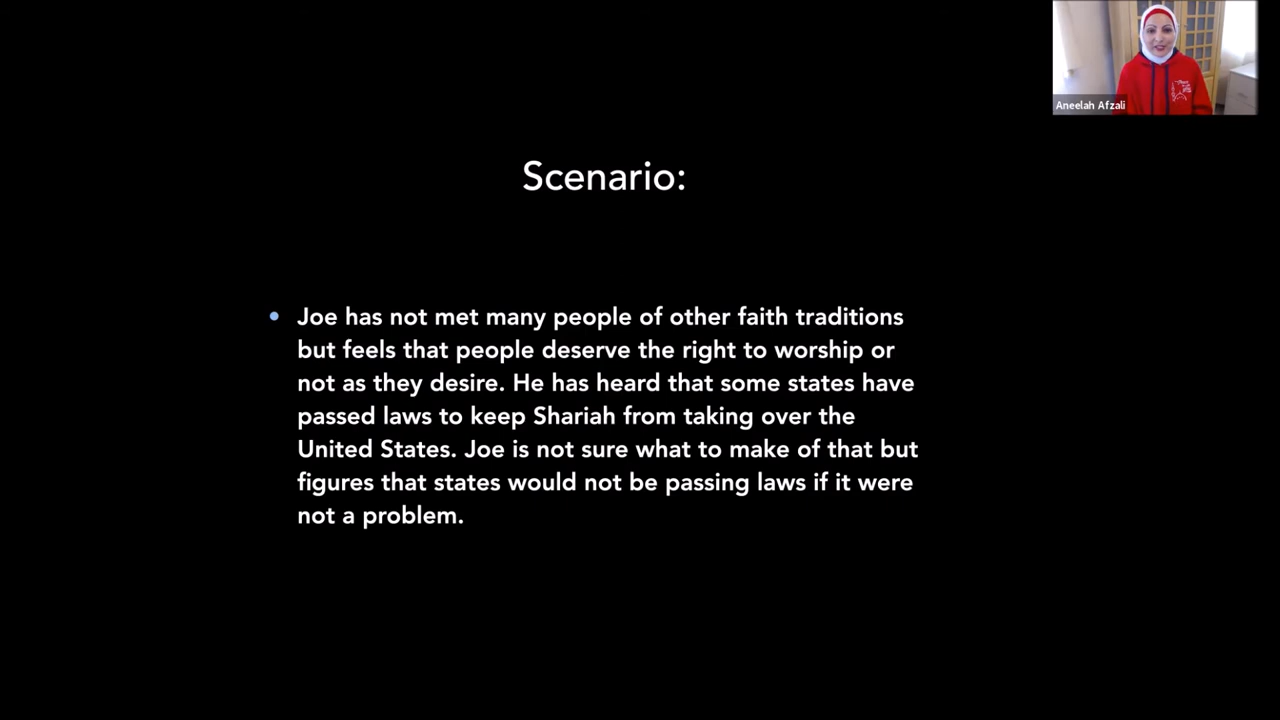 Aneelah Afzali
Scenario:
• Joe has not met many people of other faith traditions
but feels that people deserve the right to worship or
not as they desire. He has heard that some states have
passed laws to keep Shariah from taking over the
United States. Joe is not sure what to make of that but
figures that states would not be passing laws if it were
not a problem.